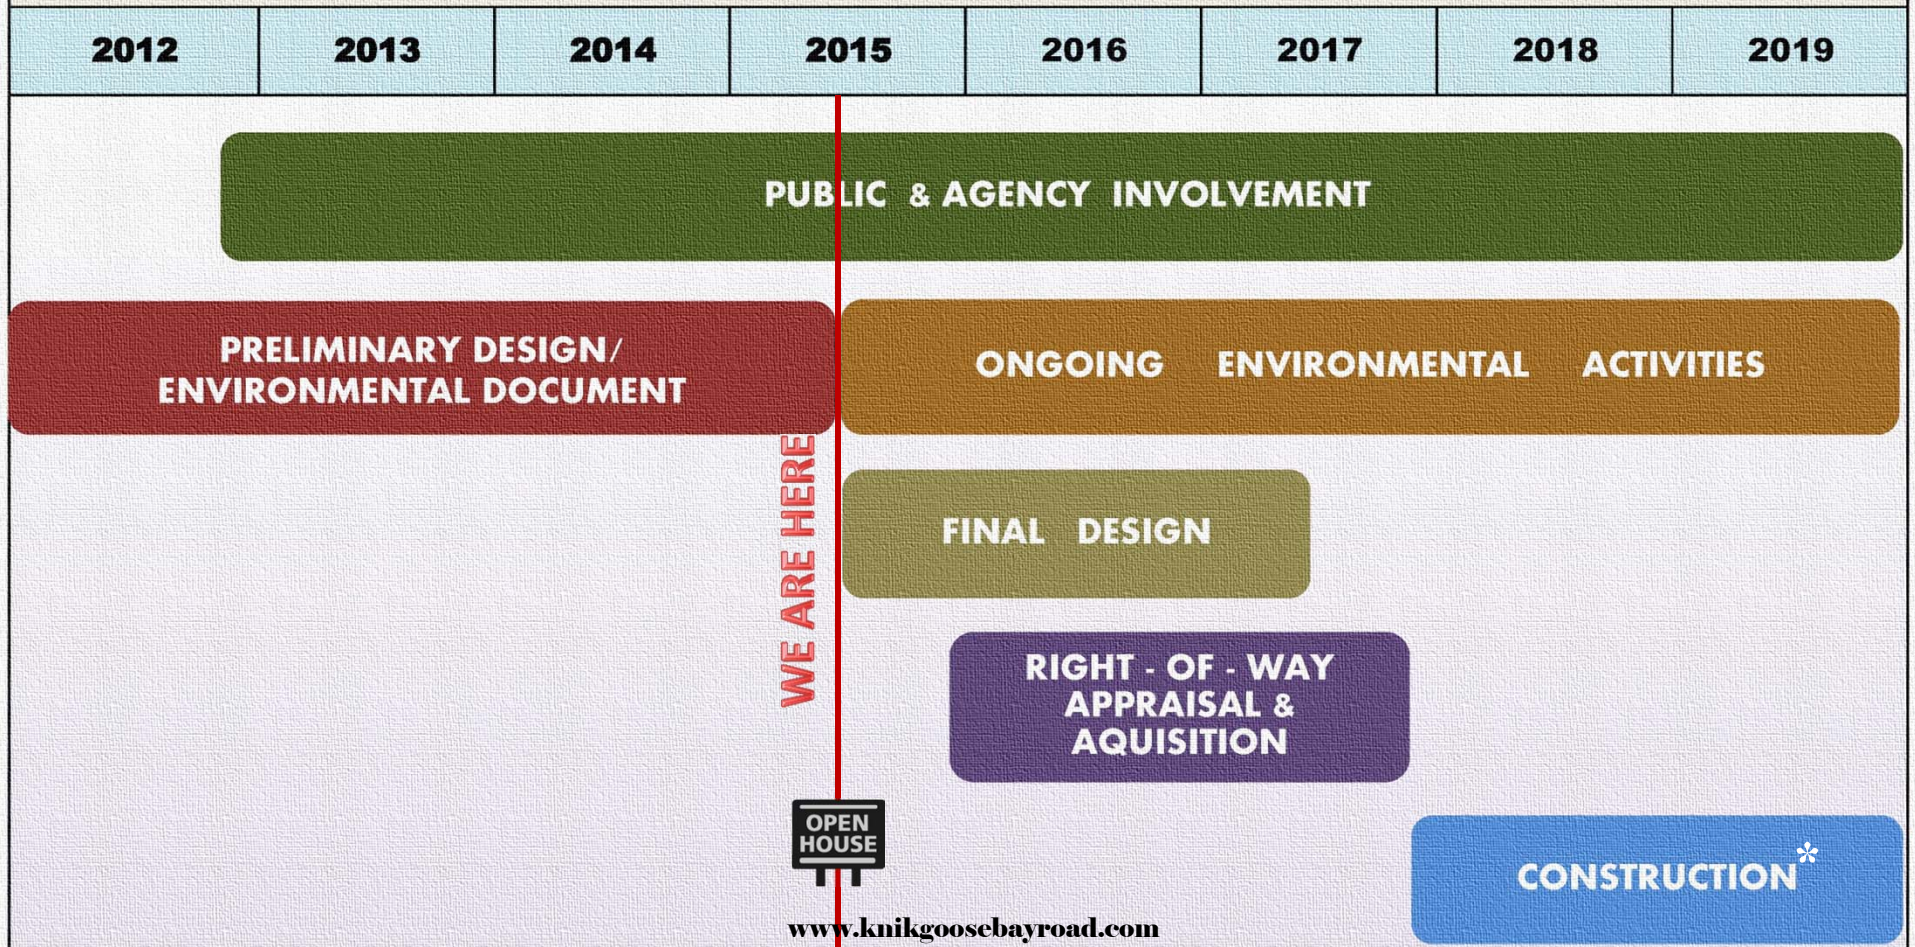 2012 2013 2014 2015 2016 2017 2018 2019
PUBLIC & AGENCY INVOLVEMENT
PRELIMINARY DESIGN/
ENVIRONMENTAL DOCUMENT
ONGOING ENVIRONMENTAL ACTIVITIES
WE ARE HERE
FINAL DESIGN
RIGHT - OF - WAY
APPRAISAL &
AQUISITION
OPEN
HOUSE
CONSTRUCTION*
www.knikgoosebayroad.com